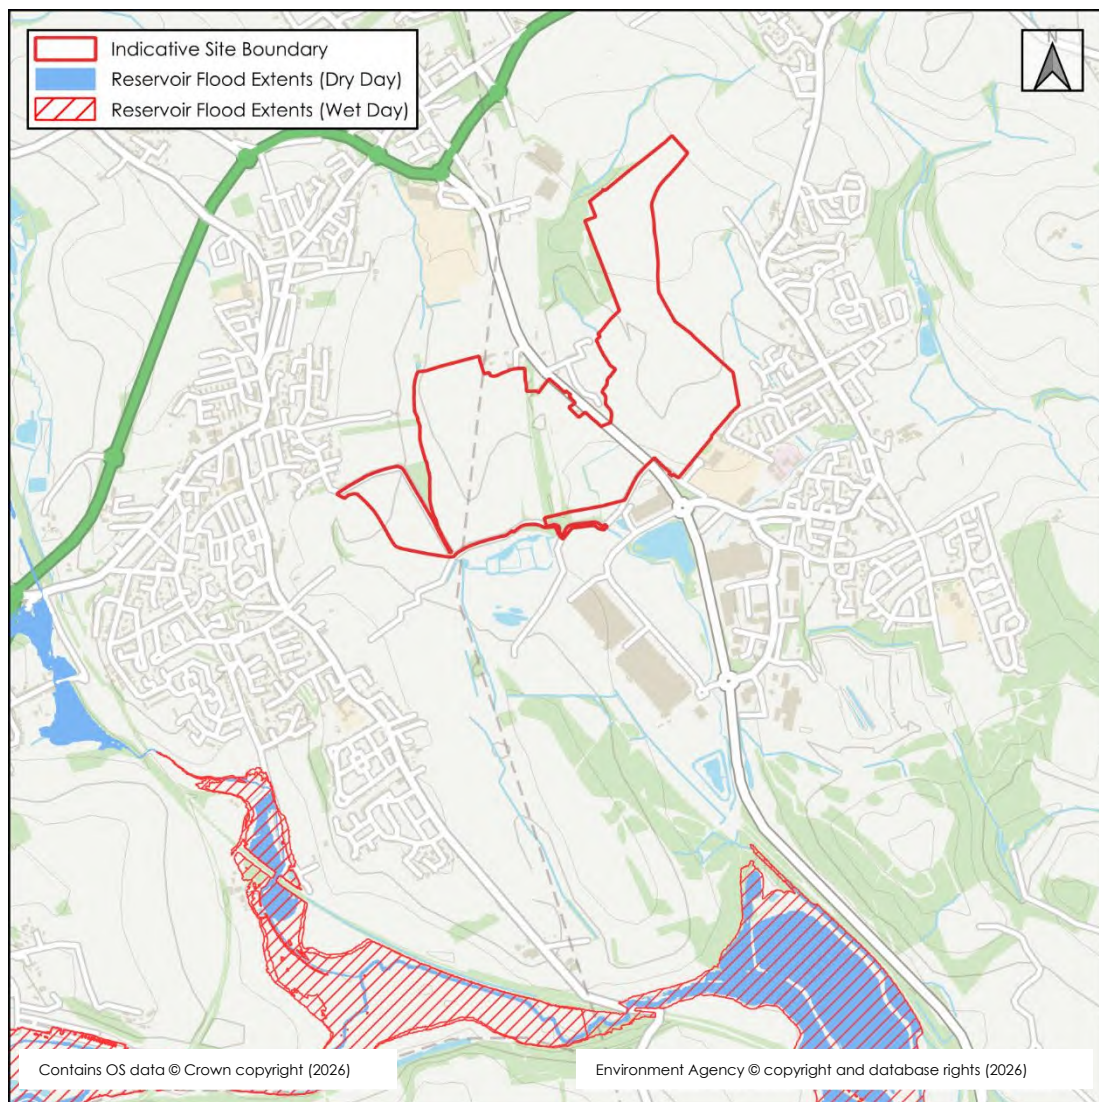 Indicative Site Boundary
Reservoir Flood Extents (Dry Day)
Reservoir Flood Extents (Wet Day)
N
Contains OS data © Crown copyright (2026)
Environment Agency © copyright and database rights (2026)